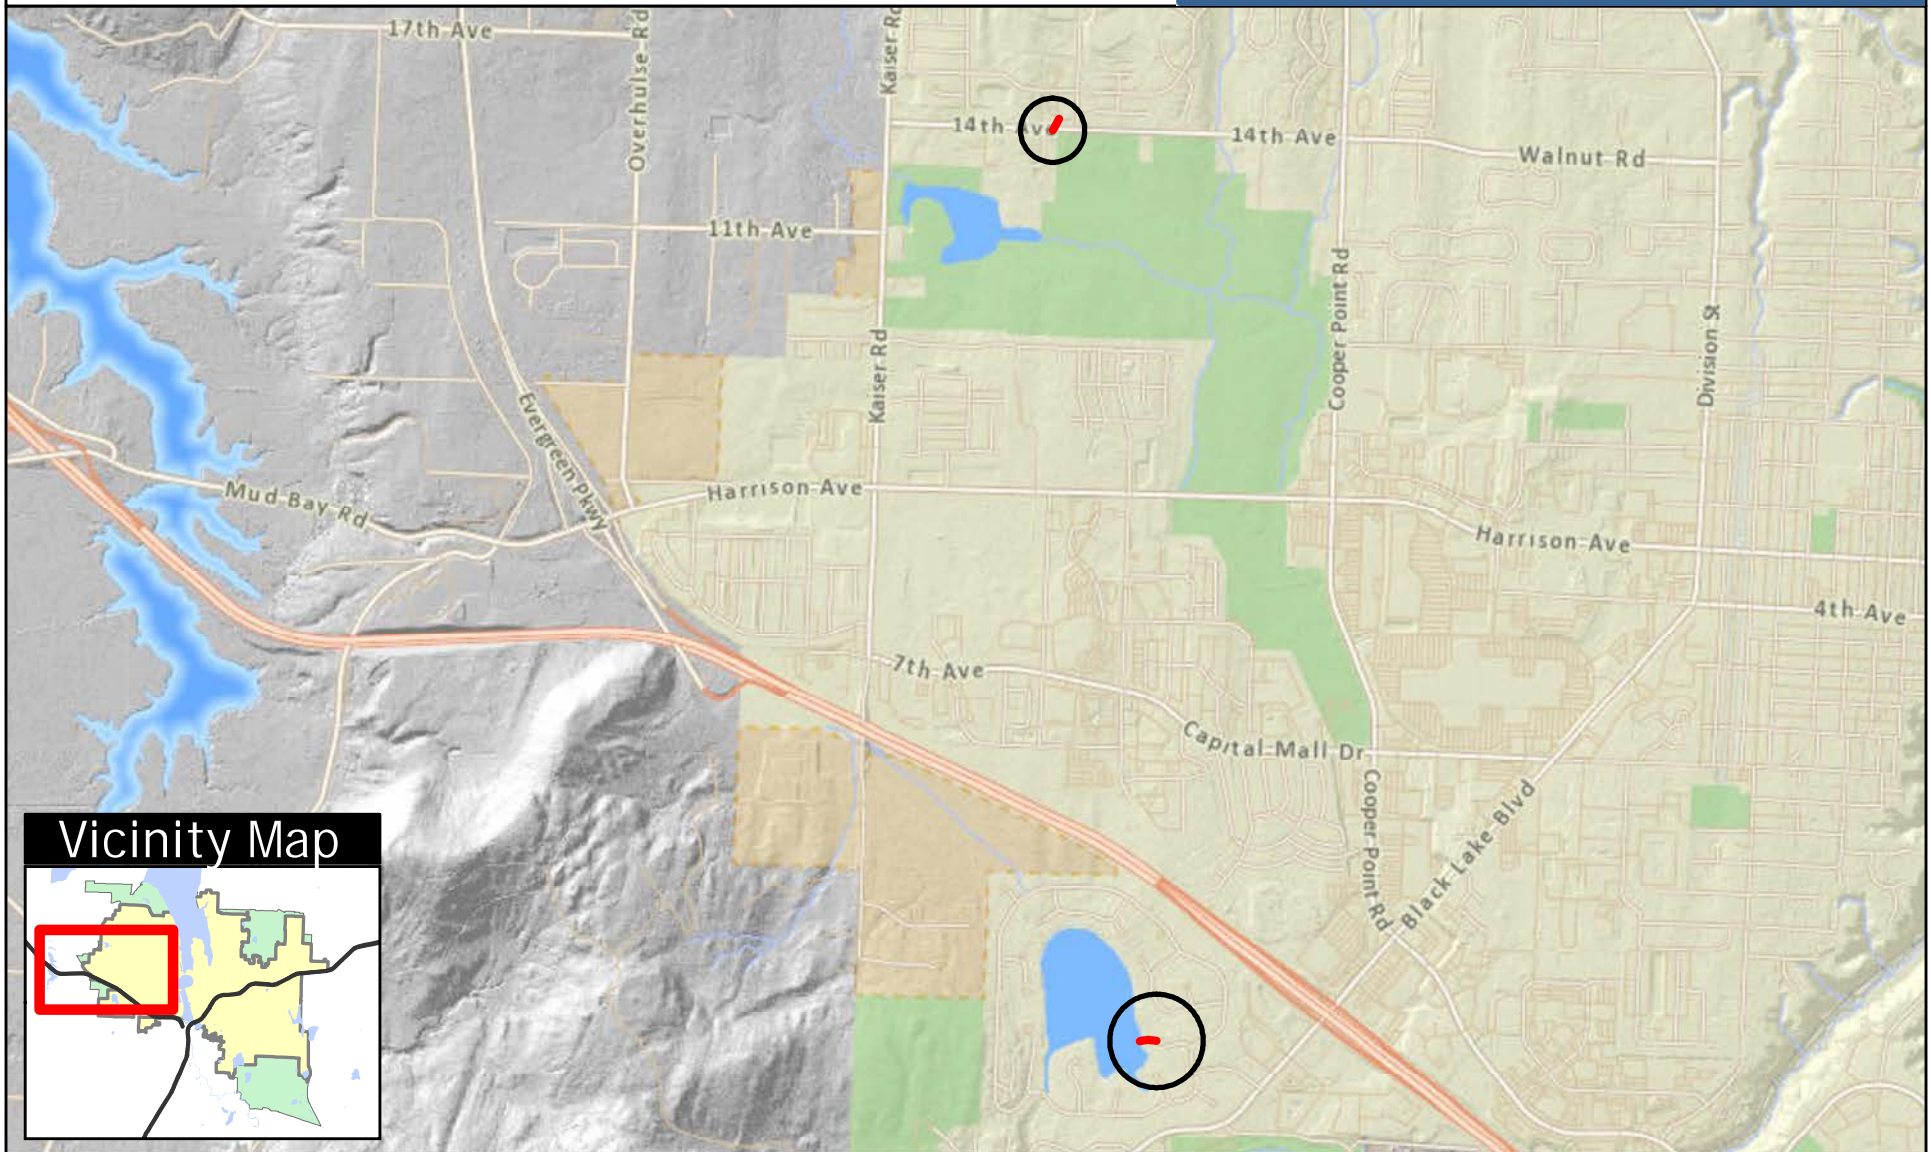 17th Ave
Overhulse Rd
Kaiser Rd
14th Ave
14th Ave
Walnut Rd
11th Ave
Cooper Point Rd
Division St
Kaiser Rd
Evergreen Pkwy
Mud Bay Rd
Harrison Ave
Harrison Ave
4th Ave
7th Ave
Capital Mall Dr
Cooper Point Rd
Black Lake Blvd
Vicinity Map